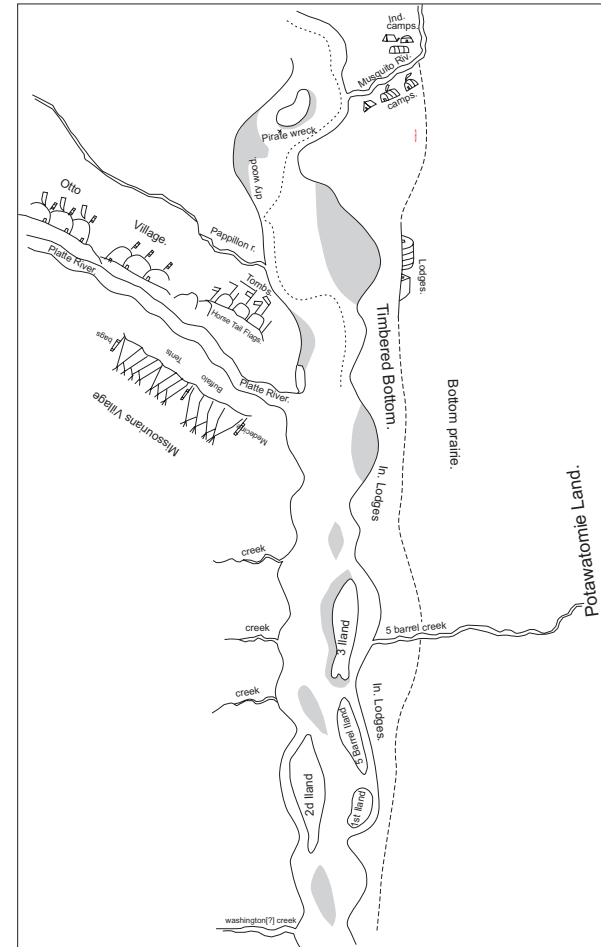 Ind.
camps.
Musquito Riv.
camps.
Pirate wreck
dry wood.
Otto
Village.
Pappillon r.
Platte River
Tombs.
Horse Tail Flags.
Lodges.
bags
Tents
Buffalo
Medecin
Platte River.
Missourians Village
Timbered Bottom.
Bottom prairie.
In. Lodges
Potawatomie Land.
creek
creek
3 Iland
5 barrel creek
creek
In. Lodges.
5 Barrel Iland
2d Iland
1st Iland
washington[?] creek